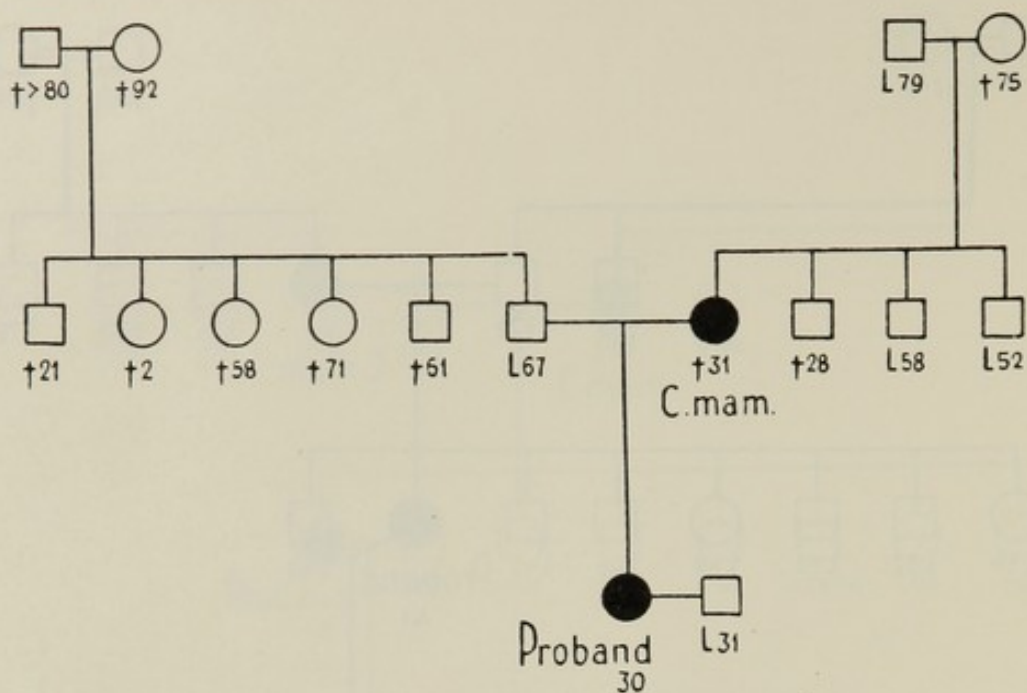 †>80 †92 L79 †75
†21 †2 †58 †71 †61 L67 †31 †28 L58 L52
C.mam.
Proband L31
30